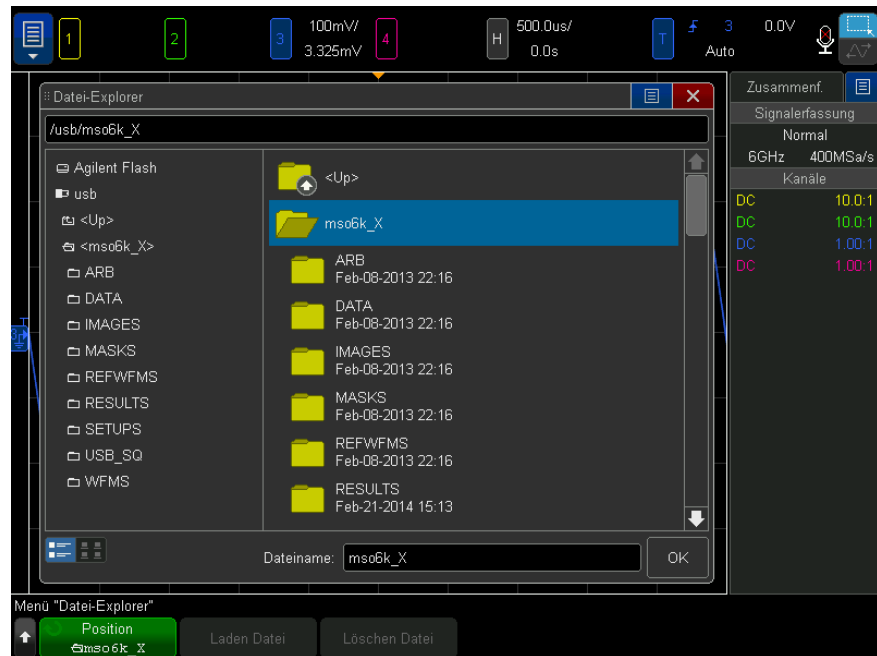 1
2
3
100mV/
3.325mV
4
H
500.0us/
0.0s
T
3
0.0V
Auto
Datei-Explorer
/usb/mso6k_X
Agilent Flash
usb
<Up>
<mso6k_X>
ARB
DATA
IMAGES
MASKS
REFWFMS
RESULTS
SETUPS
USB_SQ
WFMS
<Up>
mso6k_X
ARB
Feb-08-2013 22:16
DATA
Feb-08-2013 22:16
IMAGES
Feb-08-2013 22:16
MASKS
Feb-08-2013 22:16
REFWFMS
Feb-08-2013 22:16
RESULTS
Feb-21-2014 15:13
Dateiname: mso6k_X
OK
Zusammenf.
Signalerfassung
Normal
6GHz 400MSa/s
Kanäle
DC 10.0:1
DC 10.0:1
DC 1.00:1
DC 1.00:1
Menü "Datei-Explorer"
Position
mso6k_X
Laden Datei
Löschen Datei